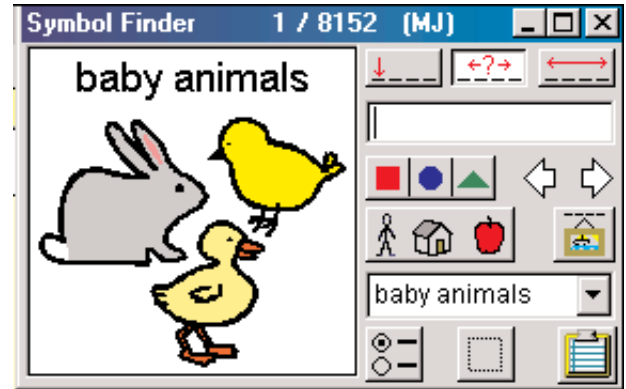 Symbol Finder 1 / 8152 (MJ)
baby animals
←?→
baby animals